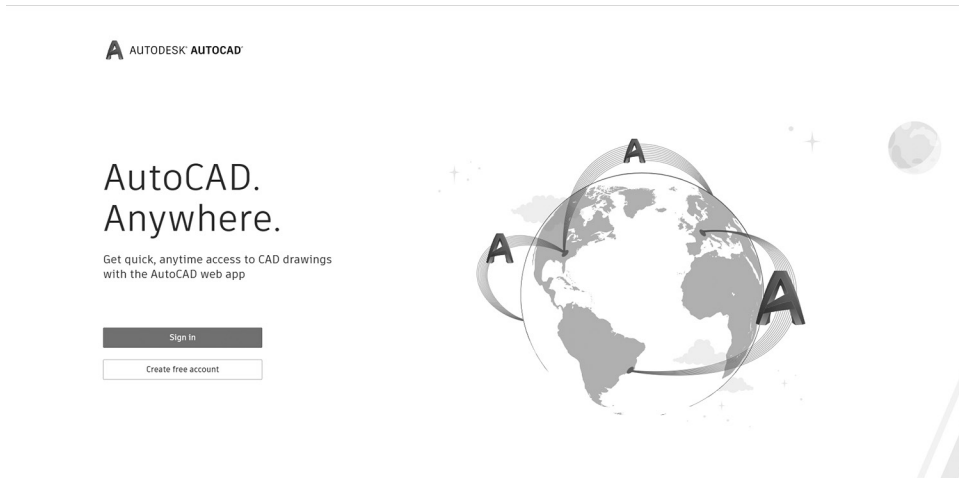 AUTODESK® AUTOCAD®
AutoCAD.
Anywhere.
Get quick, anytime access to CAD drawings
with the AutoCAD web app
Sign in
Create free account
A
A
A